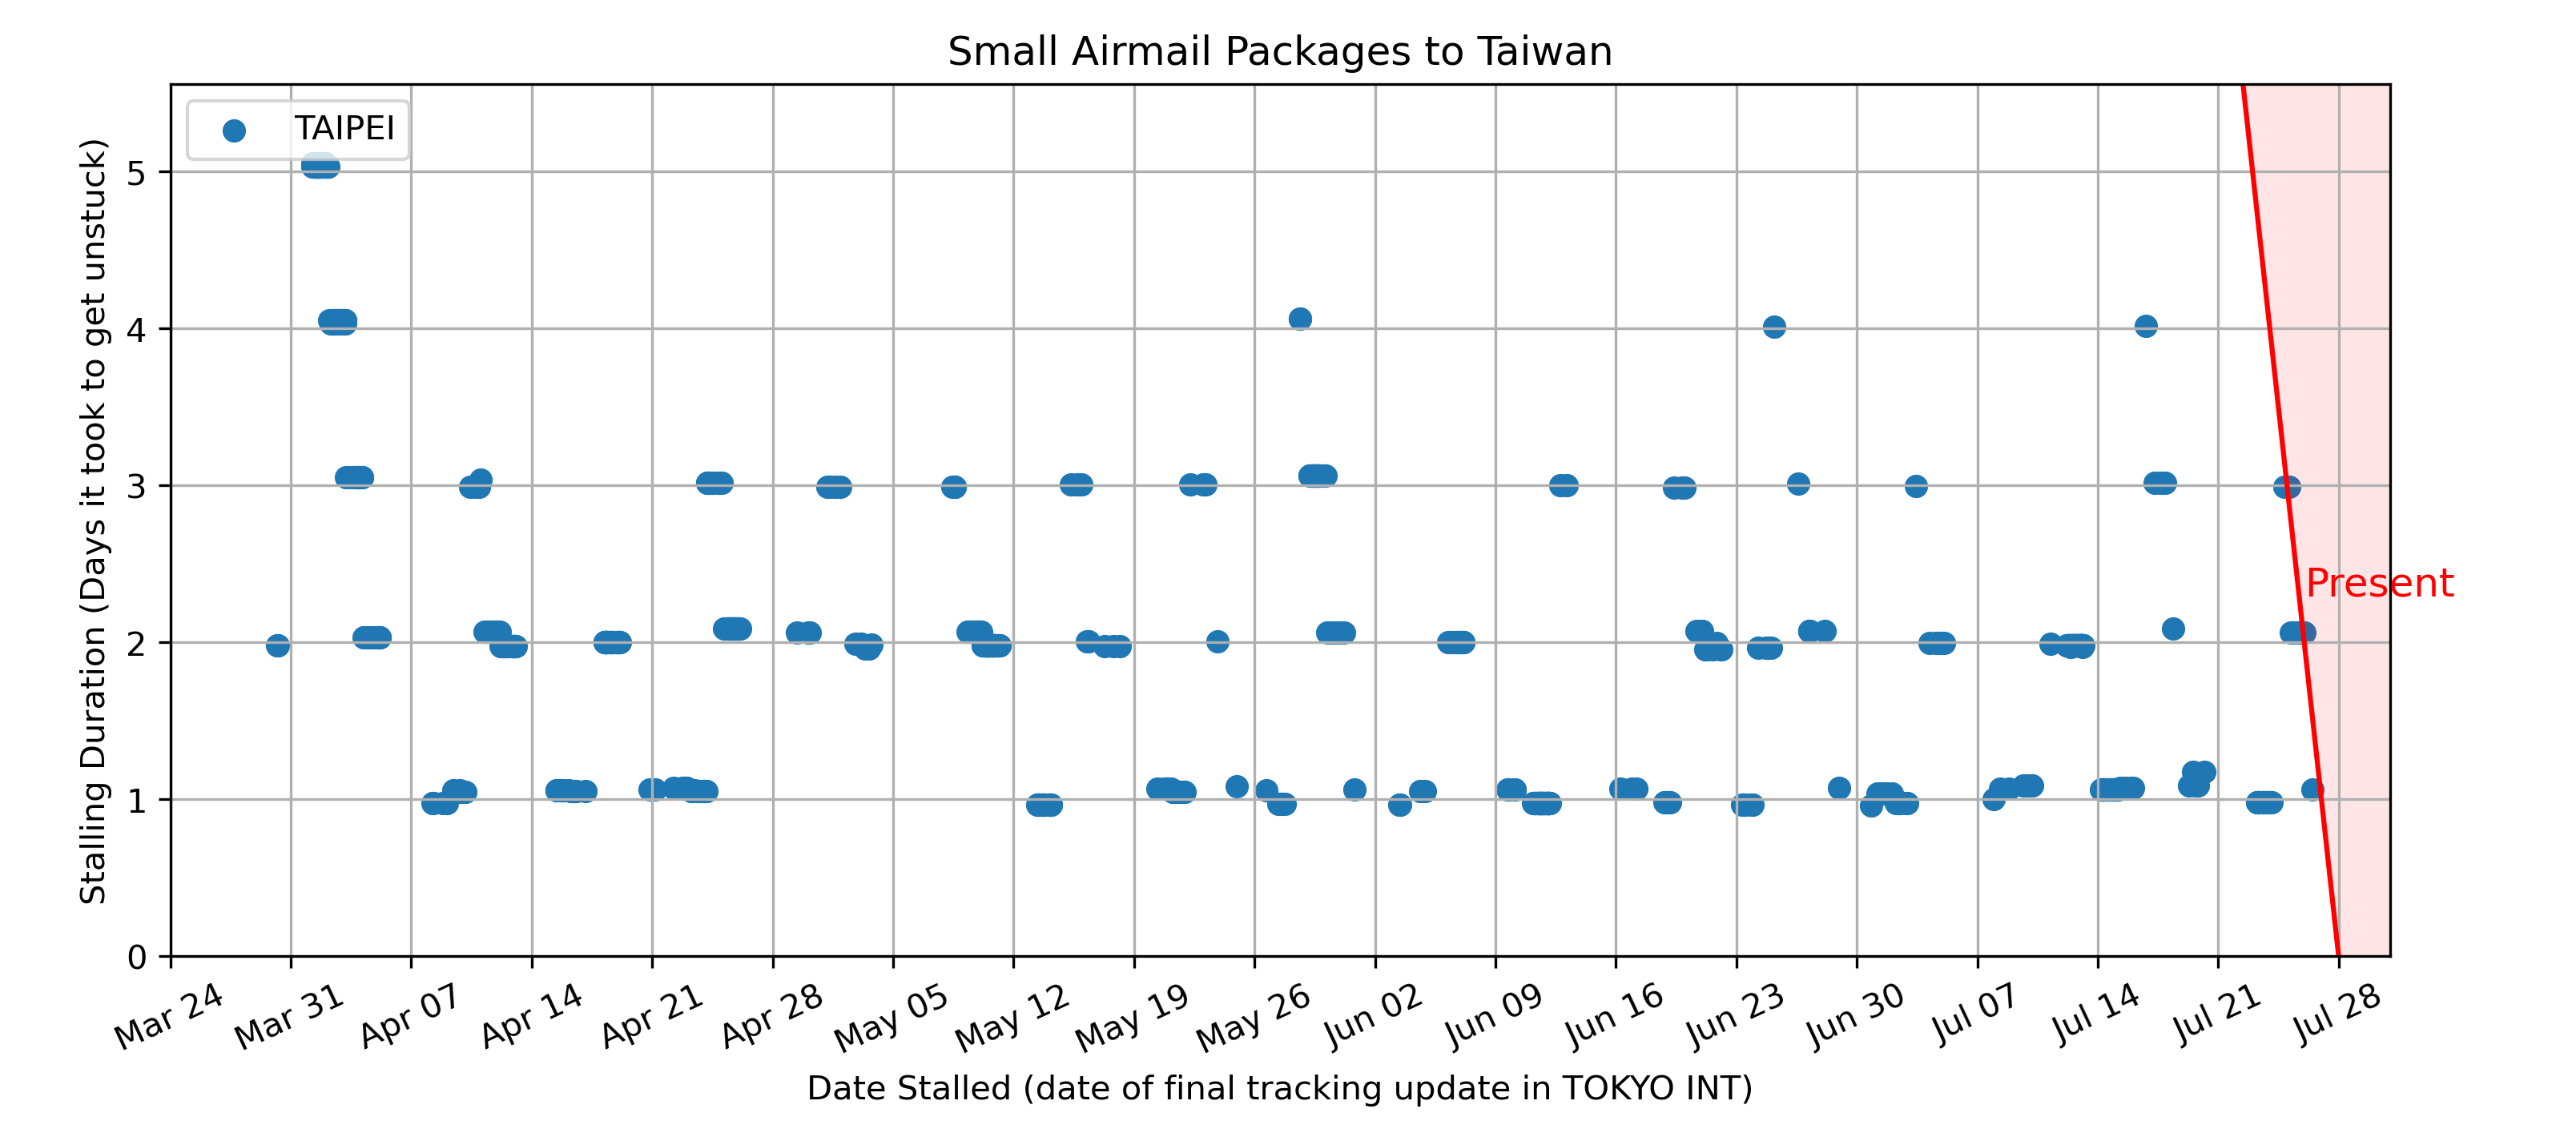 Small Airmail Packages to Taiwan
TAIPEI
Stalling Duration (Days it took to get unstuck)
5
4
3
2
1
0
Present
Mar 24
Mar 31
Apr 07
Apr 14
Apr 21
Apr 28
May 05
May 12
May 19
May 26
Jun 02
Jun 09
Jun 16
Jun 23
Jun 30
Jul 07
Jul 14
Jul 21
Jul 28
Date Stalled (date of final tracking update in TOKYO INT)